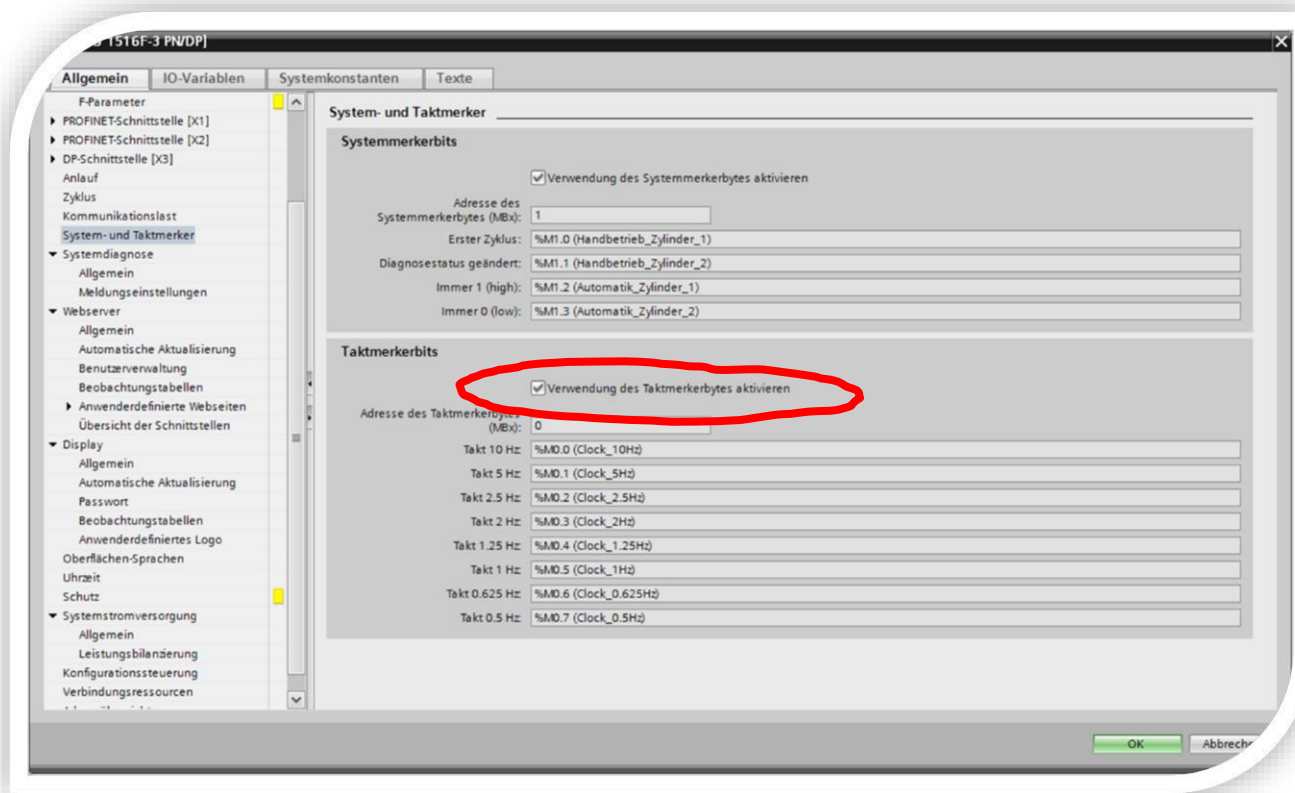 1516F-3 PN/DP]
Allgemein IO-Variablen Systemkonstanten Texte
F-Parameter
PROFINET-Schnittstelle [X1]
PROFINET-Schnittstelle [X2]
DP-Schnittstelle [X3]
Anlauf
Zyklus
Kommunikationslast
System- und Taktmerker
Systemdiagnose
Allgemein
Meldungseinstellungen
Webserver
Allgemein
Automatische Aktualisierung
Benutzerverwaltung
Beobachtungstabellen
Anwenderdefinierte Webseiten
Übersicht der Schnittstellen
Display
Allgemein
Automatische Aktualisierung
Passwort
Beobachtungstabellen
Anwenderdefiniertes Logo
Oberflächen-Sprachen
Uhrzeit
Schutz
Systemstromversorgung
Allgemein
Leistungsbilanzierung
Konfigurationssteuerung
Verbindungsressourcen
System- und Taktmerker
Systemmerkerbits
Verwendung des Systemmerkerbytes aktivieren
Adresse des
Systemmerkerbytes (MBx): 1
Erster Zyklus: %M1.0 (Handbetrieb_Zylinder_1)
Diagnosestatus geändert: %M1.1 (Handbetrieb_Zylinder_2)
Immer 1 (high): %M1.2 (Automatik_Zylinder_1)
Immer 0 (low): %M1.3 (Automatik_Zylinder_2)
Taktmerkerbits
Verwendung des Taktmerkerbytes aktivieren
Adresse des Taktmerkerbytes
(MBx): 0
Takt 10 Hz: %M0.0 (Clock_10Hz)
Takt 5 Hz: %M0.1 (Clock_5Hz)
Takt 2.5 Hz: %M0.2 (Clock_2.5Hz)
Takt 2 Hz: %M0.3 (Clock_2Hz)
Takt 1.25 Hz: %M0.4 (Clock_1.25Hz)
Takt 1 Hz: %M0.5 (Clock_1Hz)
Takt 0.625 Hz: %M0.6 (Clock_0.625Hz)
Takt 0.5 Hz: %M0.7 (Clock_0.5Hz)
OK Abbreche